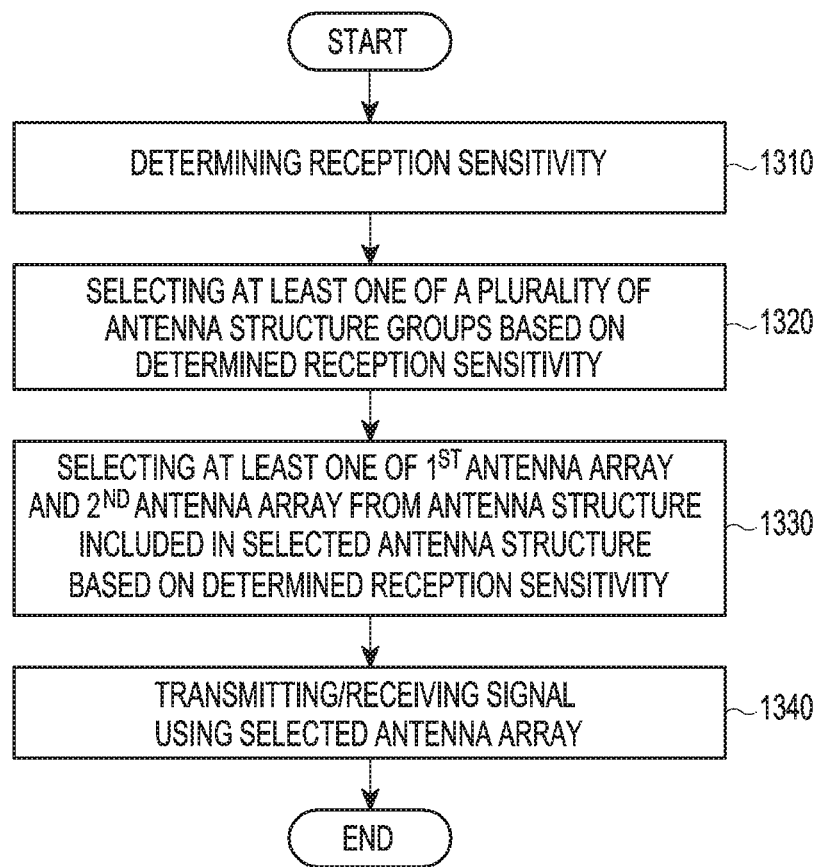 START
DETERMINING RECEPTION SENSITIVITY
1310
SELECTING AT LEAST ONE OF A PLURALITY OF
ANTENNA STRUCTURE GROUPS BASED ON
DETERMINED RECEPTION SENSITIVITY
1320
SELECTING AT LEAST ONE OF 1ST ANTENNA ARRAY
AND 2ND ANTENNA ARRAY FROM ANTENNA STRUCTURE
INCLUDED IN SELECTED ANTENNA STRUCTURE
BASED ON DETERMINED RECEPTION SENSITIVITY
1330
TRANSMITTING/RECEIVING SIGNAL
USING SELECTED ANTENNA ARRAY
1340
END